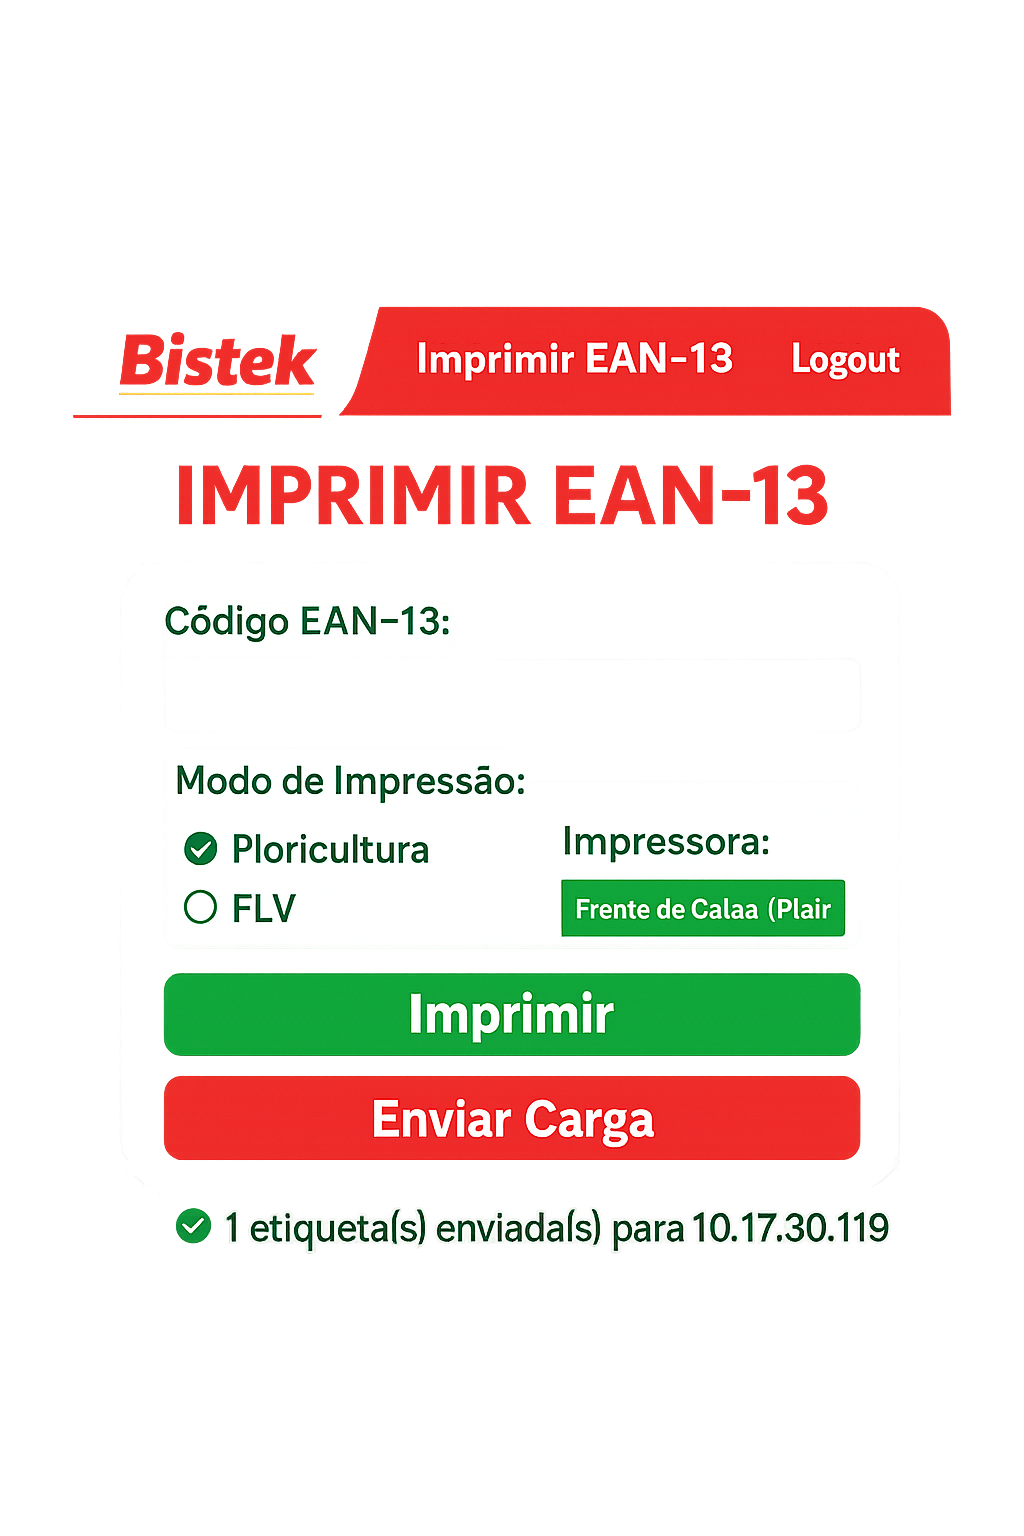 Bistek
Imprimir EAN-13
Logout
IMPRIMIR EAN-13
Código EAN-13:
Modo de Impressão:
Ploricultura
FLV
Impressora:
Frente de Calaa (Plair
Imprimir
Enviar Carga
1 etiqueta(s) enviada(s) para 10.17.30.119